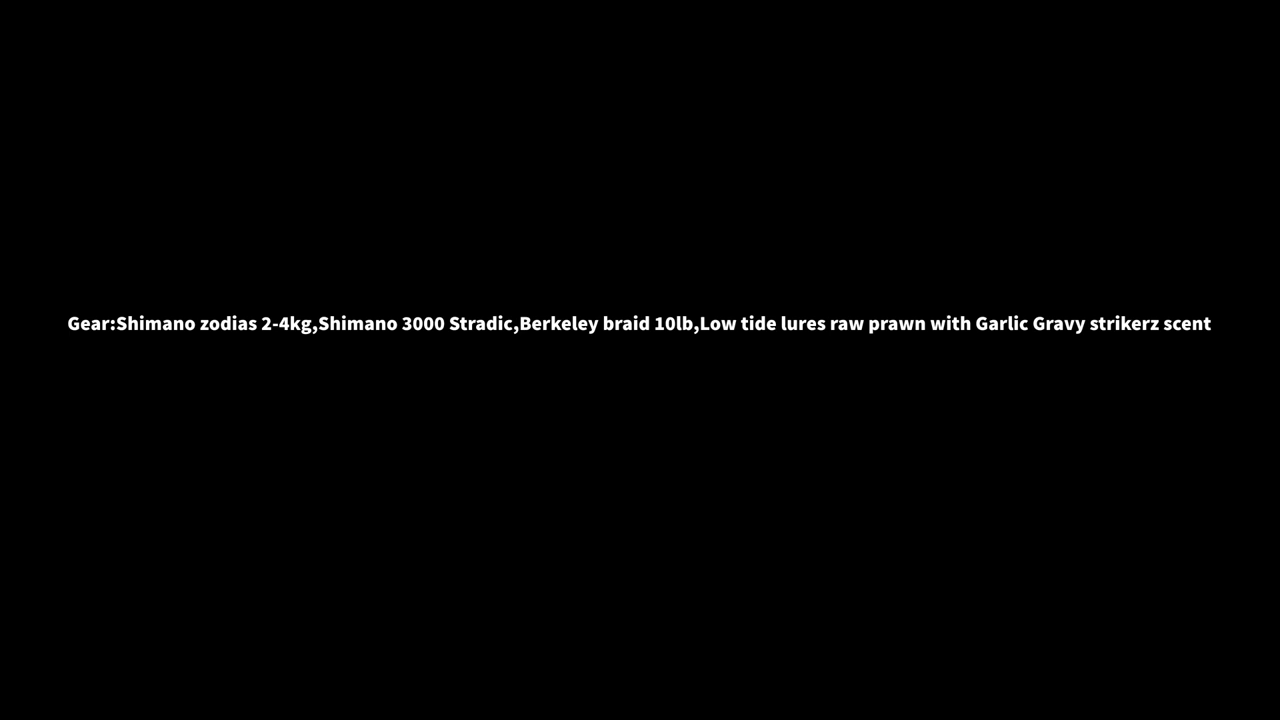 Gear:Shimano zodias 2-4kg,Shimano 3000 Stradic,Berkeley braid 10lb,Low tide lures raw prawn with Garlic Gravy strikerz scent